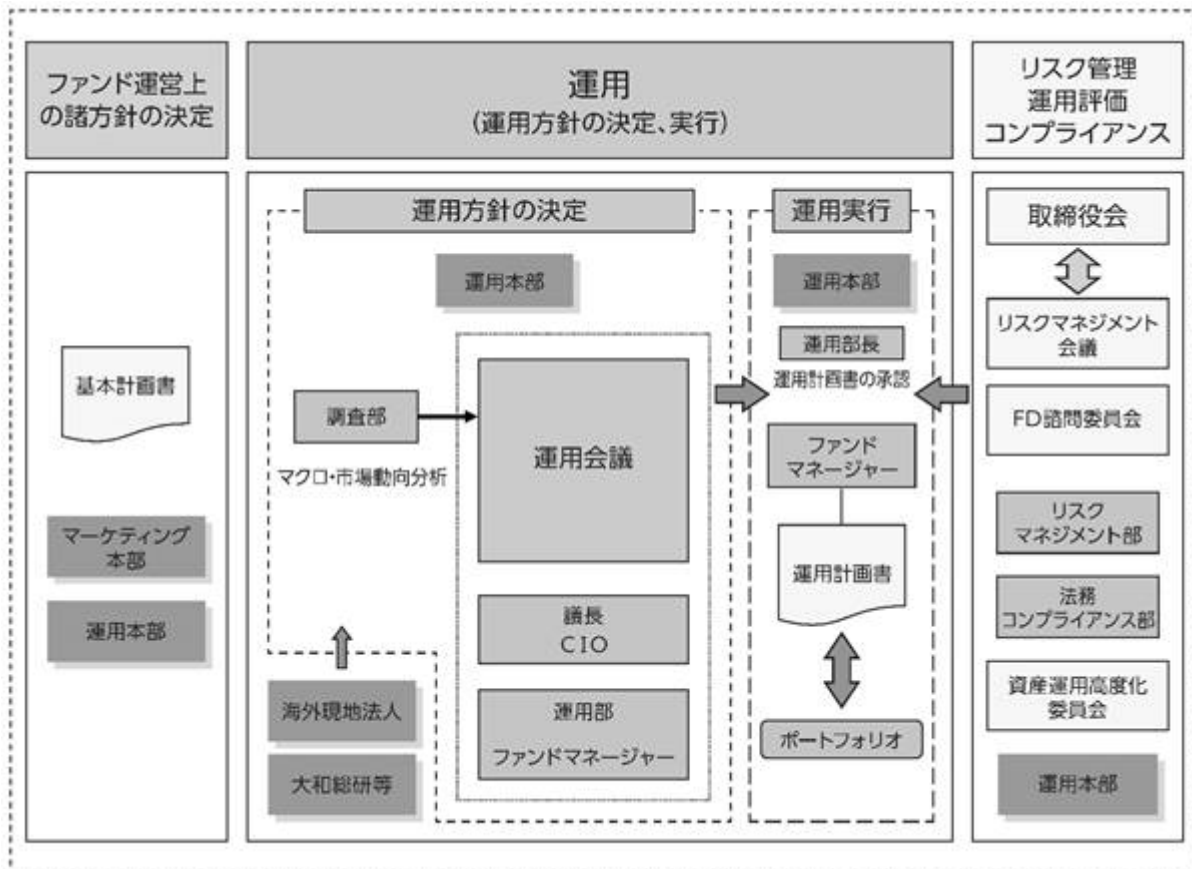 ファンド運営上
の諸方針の決定
運用
(運用方針の決定、実行)
リスク管理
運用評価
コンプライアンス
基本計画書
マーケティング
本部
運用本部
運用方針の決定
運用本部
調査部
マクロ・市場動向分析
運用会議
議長
CIO
運用部
ファンドマネージャー
海外現地法人
大和総研等
運用実行
運用本部
運用部長
運用計画書の承認
ファンド
マネージャー
運用計画書
ポートフォリオ
取締役会
リスクマネジメント
会議
FD諮問委員会
リスク
マネジメント部
法務
コンプライアンス部
資産運用高度化
委員会
運用本部